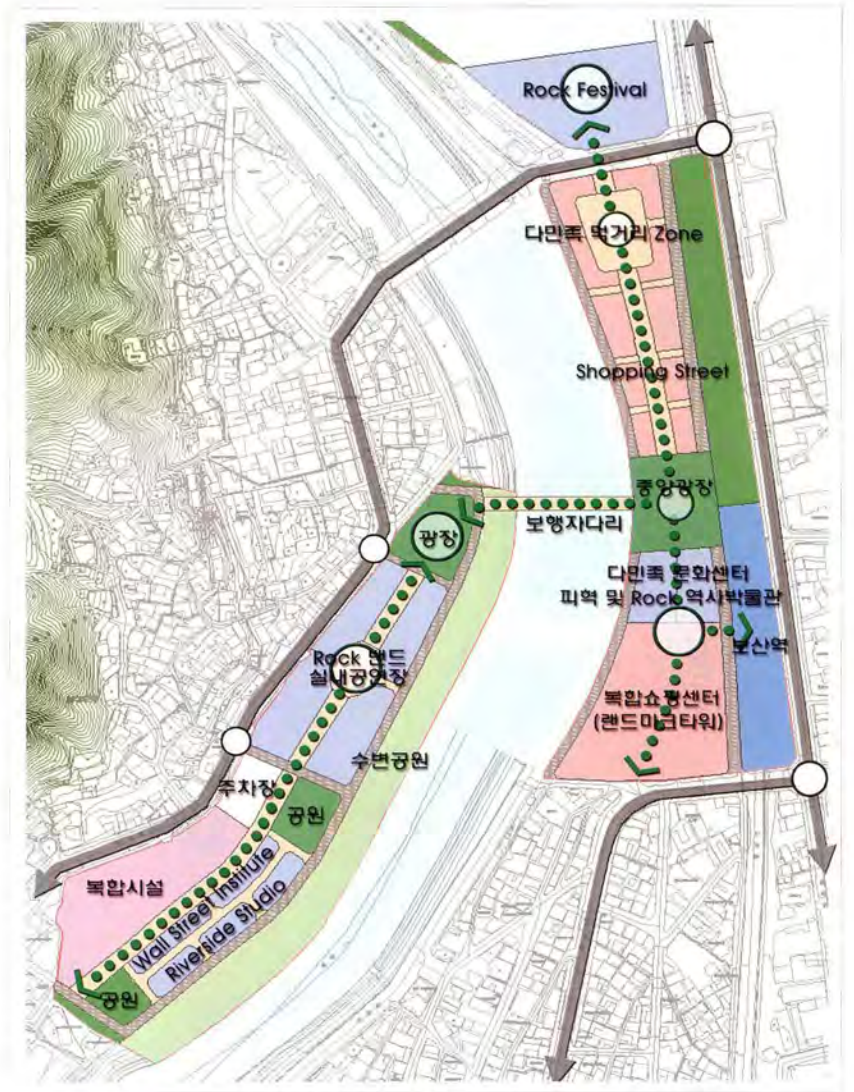 Rock Festival
다민족 먹거리 Zone
Shopping Street
중앙광장
보행자다리
광장
다민족 문화센터
피혁 및 Rock 역사박물관
보산역
Rock 밴드
실내공연장
복합쇼핑센터
(랜드마크타워)
수변공원
주차장
공원
복합시설
Wall Street Institute
Riverside Studio
공원